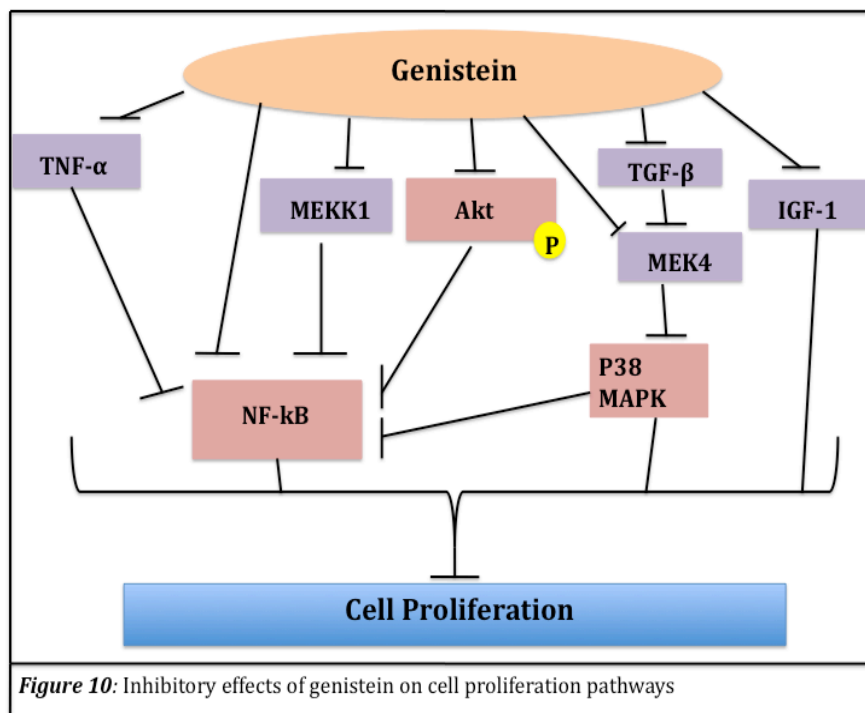 Genistein
TNF-α
MEKK1
Akt
P
TGF-β
MEK4
IGF-1
P38
MAPK
NF-kB
Cell Proliferation
Figure 10: Inhibitory effects of genistein on cell proliferation pathways